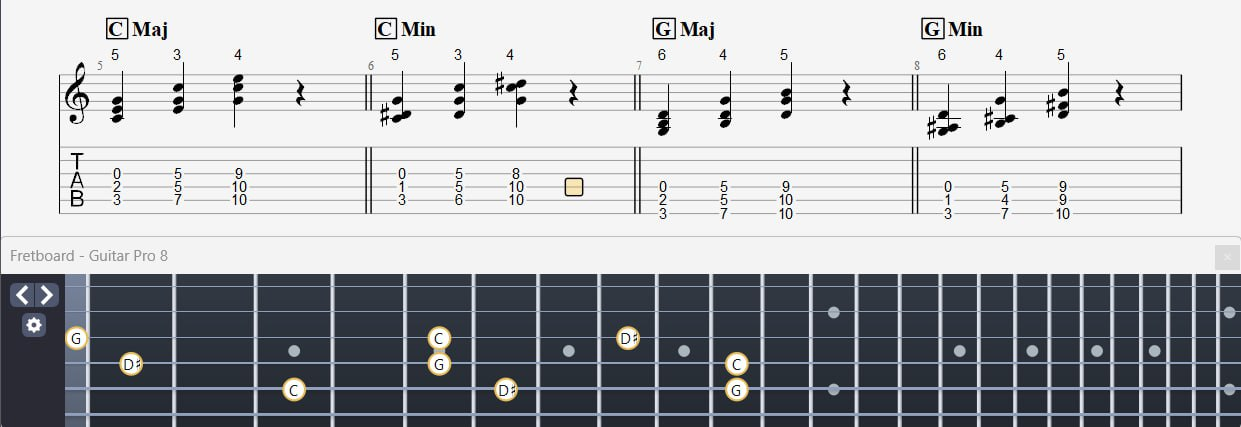 C Maj C Min G Maj G Min
5 3 4 5 3 4 6 4 5 6 4 5
5 6 7 8
T
A
B
0 5 9 0 5 8
2 5 10 1 5 10 0 5 9 0 5 9
3 7 10 3 6 10 2 5 10 1 4 9
3 7 10 3 7 10
Fretboard - Guitar Pro 8
G C D♯
D♯ G C
C D♯ G